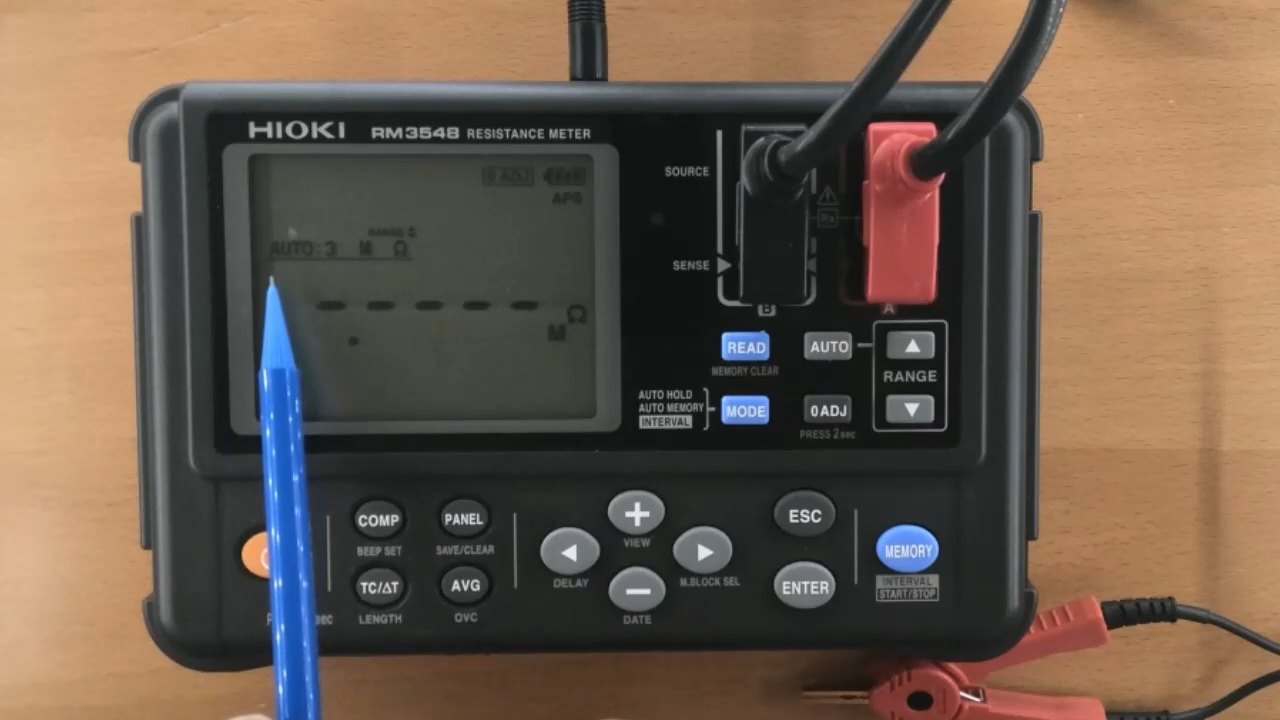 HIOKI RM3548 RESISTANCE METER
0 ADJ
APS
RANGE
AUTO:3 M Ω
- - - - -
Ω
M
SOURCE
SENSE
B
A
READ
MEMORY CLEAR
AUTO
RANGE
AUTO HOLD
AUTO MEMORY
INTERVAL
MODE
0 ADJ
PRESS 2sec
COMP
BEEP SET
PANEL
SAVE/CLEAR
TC/ΔT
LENGTH
AVG
OVC
+
VIEW
DELAY
M.BLOCK SEL
−
DATE
ESC
ENTER
MEMORY
INTERVAL
START/STOP